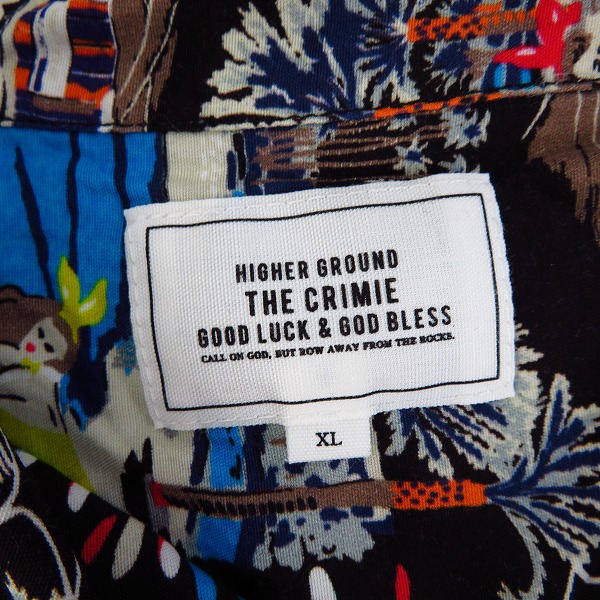 HIGHER GROUND
THE CRIMIE
GOOD LUCK & GOD BLESS
CALL ON GOD, BUT ROW AWAY FROM THE ROCKS.
XL